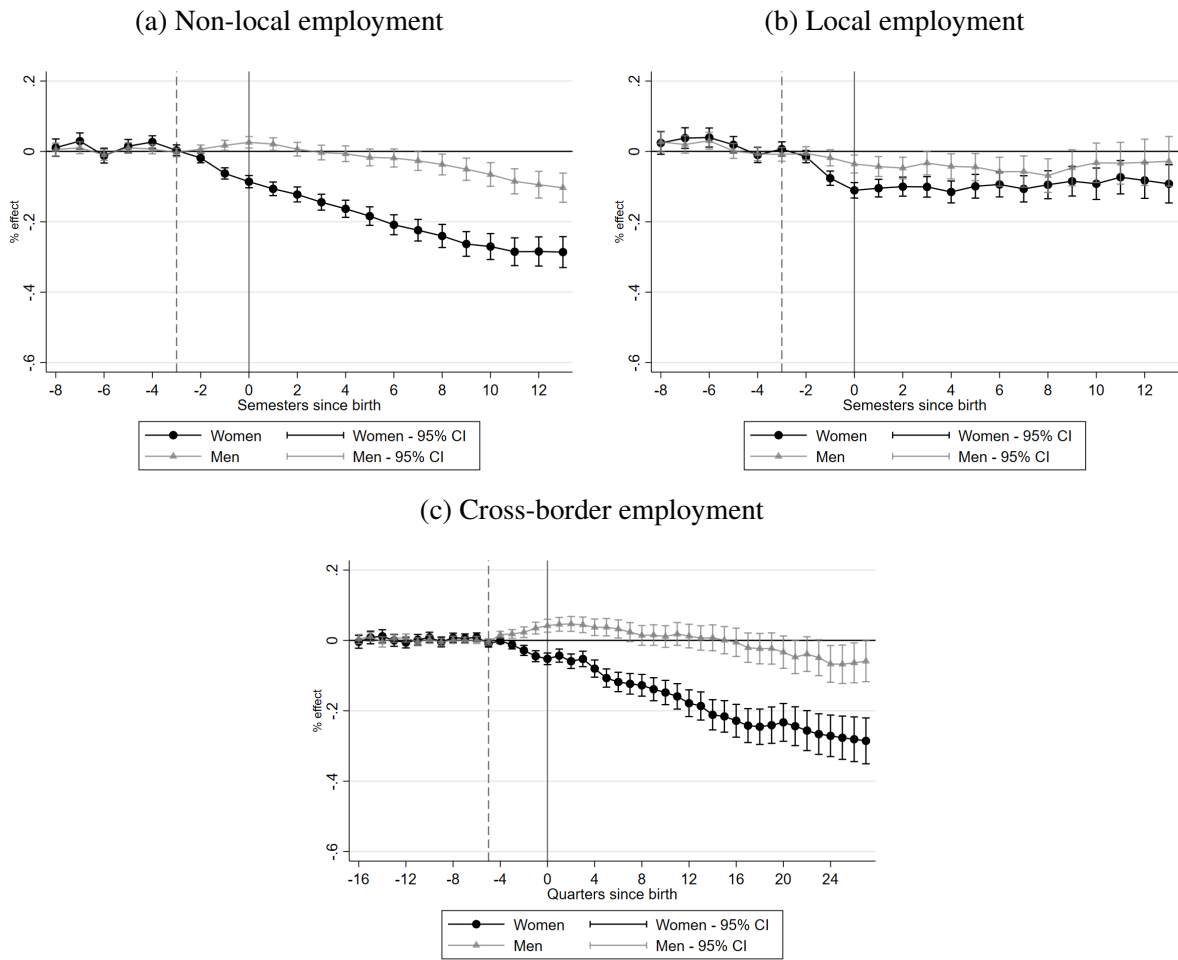 (a) Non-local employment
.2
0
-.2
-.4
-.6
% effect
-8 -6 -4 -2 0 2 4 6 8 10 12
Semesters since birth
Women Women - 95% CI
Men Men - 95% CI
(b) Local employment
.2
0
-.2
-.4
-.6
% effect
-8 -6 -4 -2 0 2 4 6 8 10 12
Semesters since birth
Women Women - 95% CI
Men Men - 95% CI
(c) Cross-border employment
.2
0
-.2
-.4
-.6
% effect
-16 -12 -8 -4 0 4 8 12 16 20 24
Quarters since birth
Women Women - 95% CI
Men Men - 95% CI